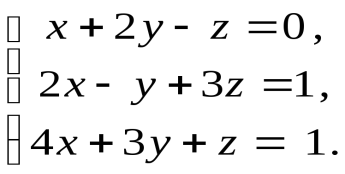 x + 2y − z = 0,
2x − y + 3z = 1,
4x + 3y + z = 1.